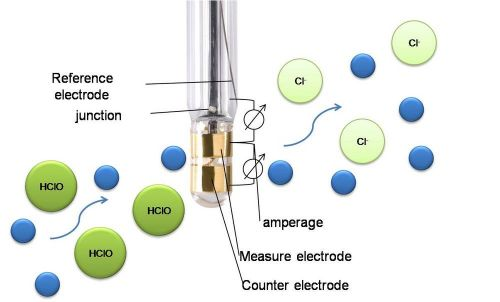 Cl-
Reference
electrode
junction
Cl-
Cl-
HClO
HClO
HClO
amperage
Measure electrode
Counter electrode